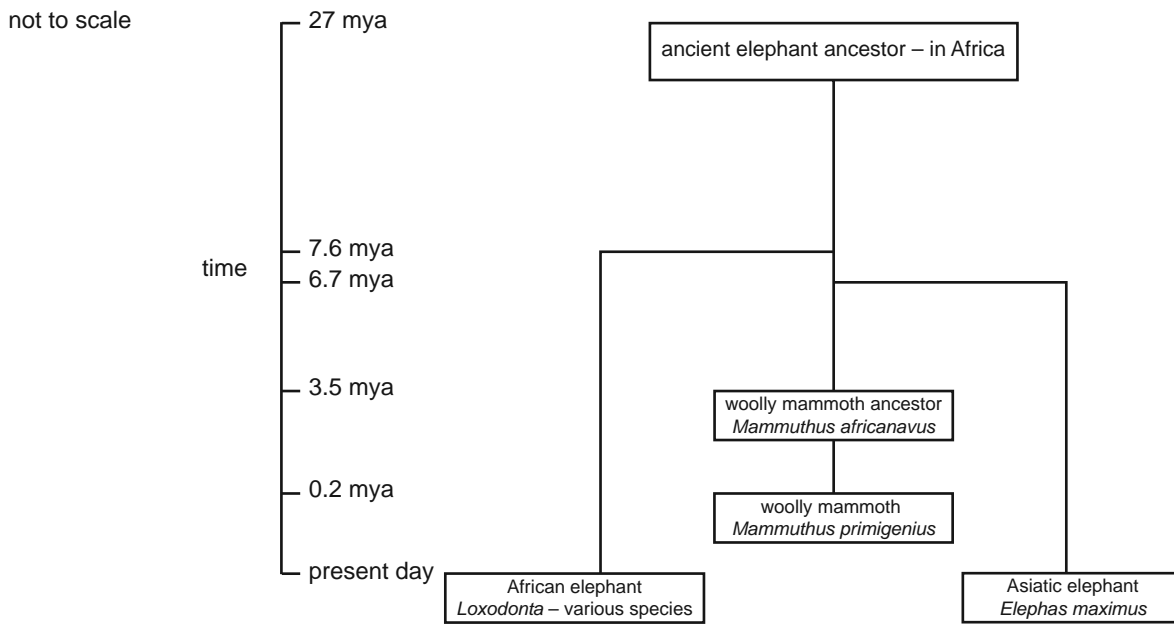 not to scale
27 mya
ancient elephant ancestor – in Africa
7.6 mya
time
6.7 mya
3.5 mya
woolly mammoth ancestor
Mammuthus africanavus
0.2 mya
woolly mammoth
Mammuthus primigenius
present day
African elephant
Loxodonta – various species
Asiatic elephant
Elephas maximus